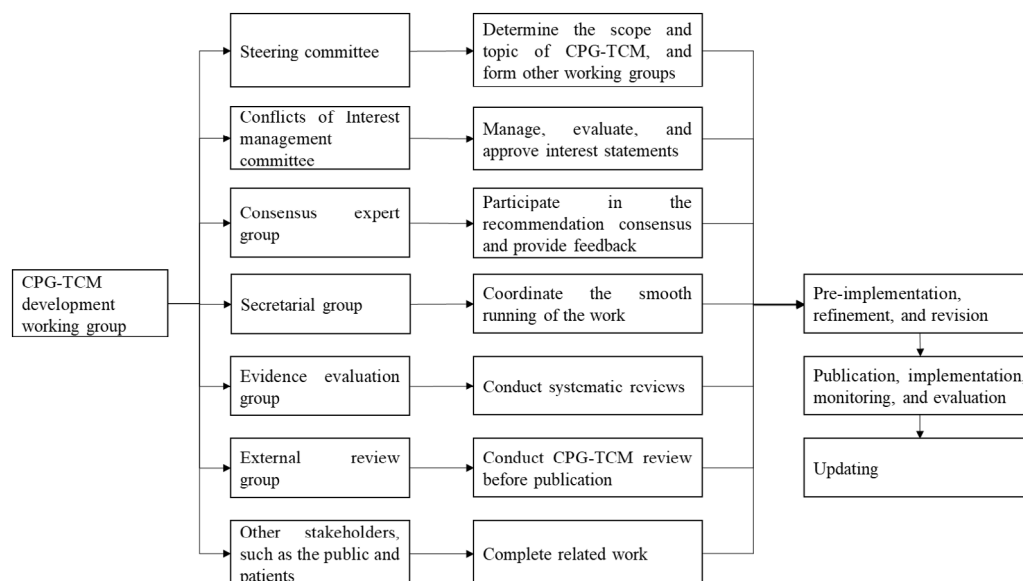 Steering committee
Determine the scope and
topic of CPG-TCM, and
form other working groups
Conflicts of Interest
management
committee
Manage, evaluate, and
approve interest statements
Consensus expert
group
Participate in the
recommendation consensus
and provide feedback
CPG-TCM
development
working group
Secretarial group
Coordinate the smooth
running of the work
Pre-implementation,
refinement, and revision
Evidence evaluation
group
Conduct systematic reviews
Publication, implementation,
monitoring, and evaluation
External review
group
Conduct CPG-TCM review
before publication
Updating
Other stakeholders,
such as the public and
patients
Complete related work